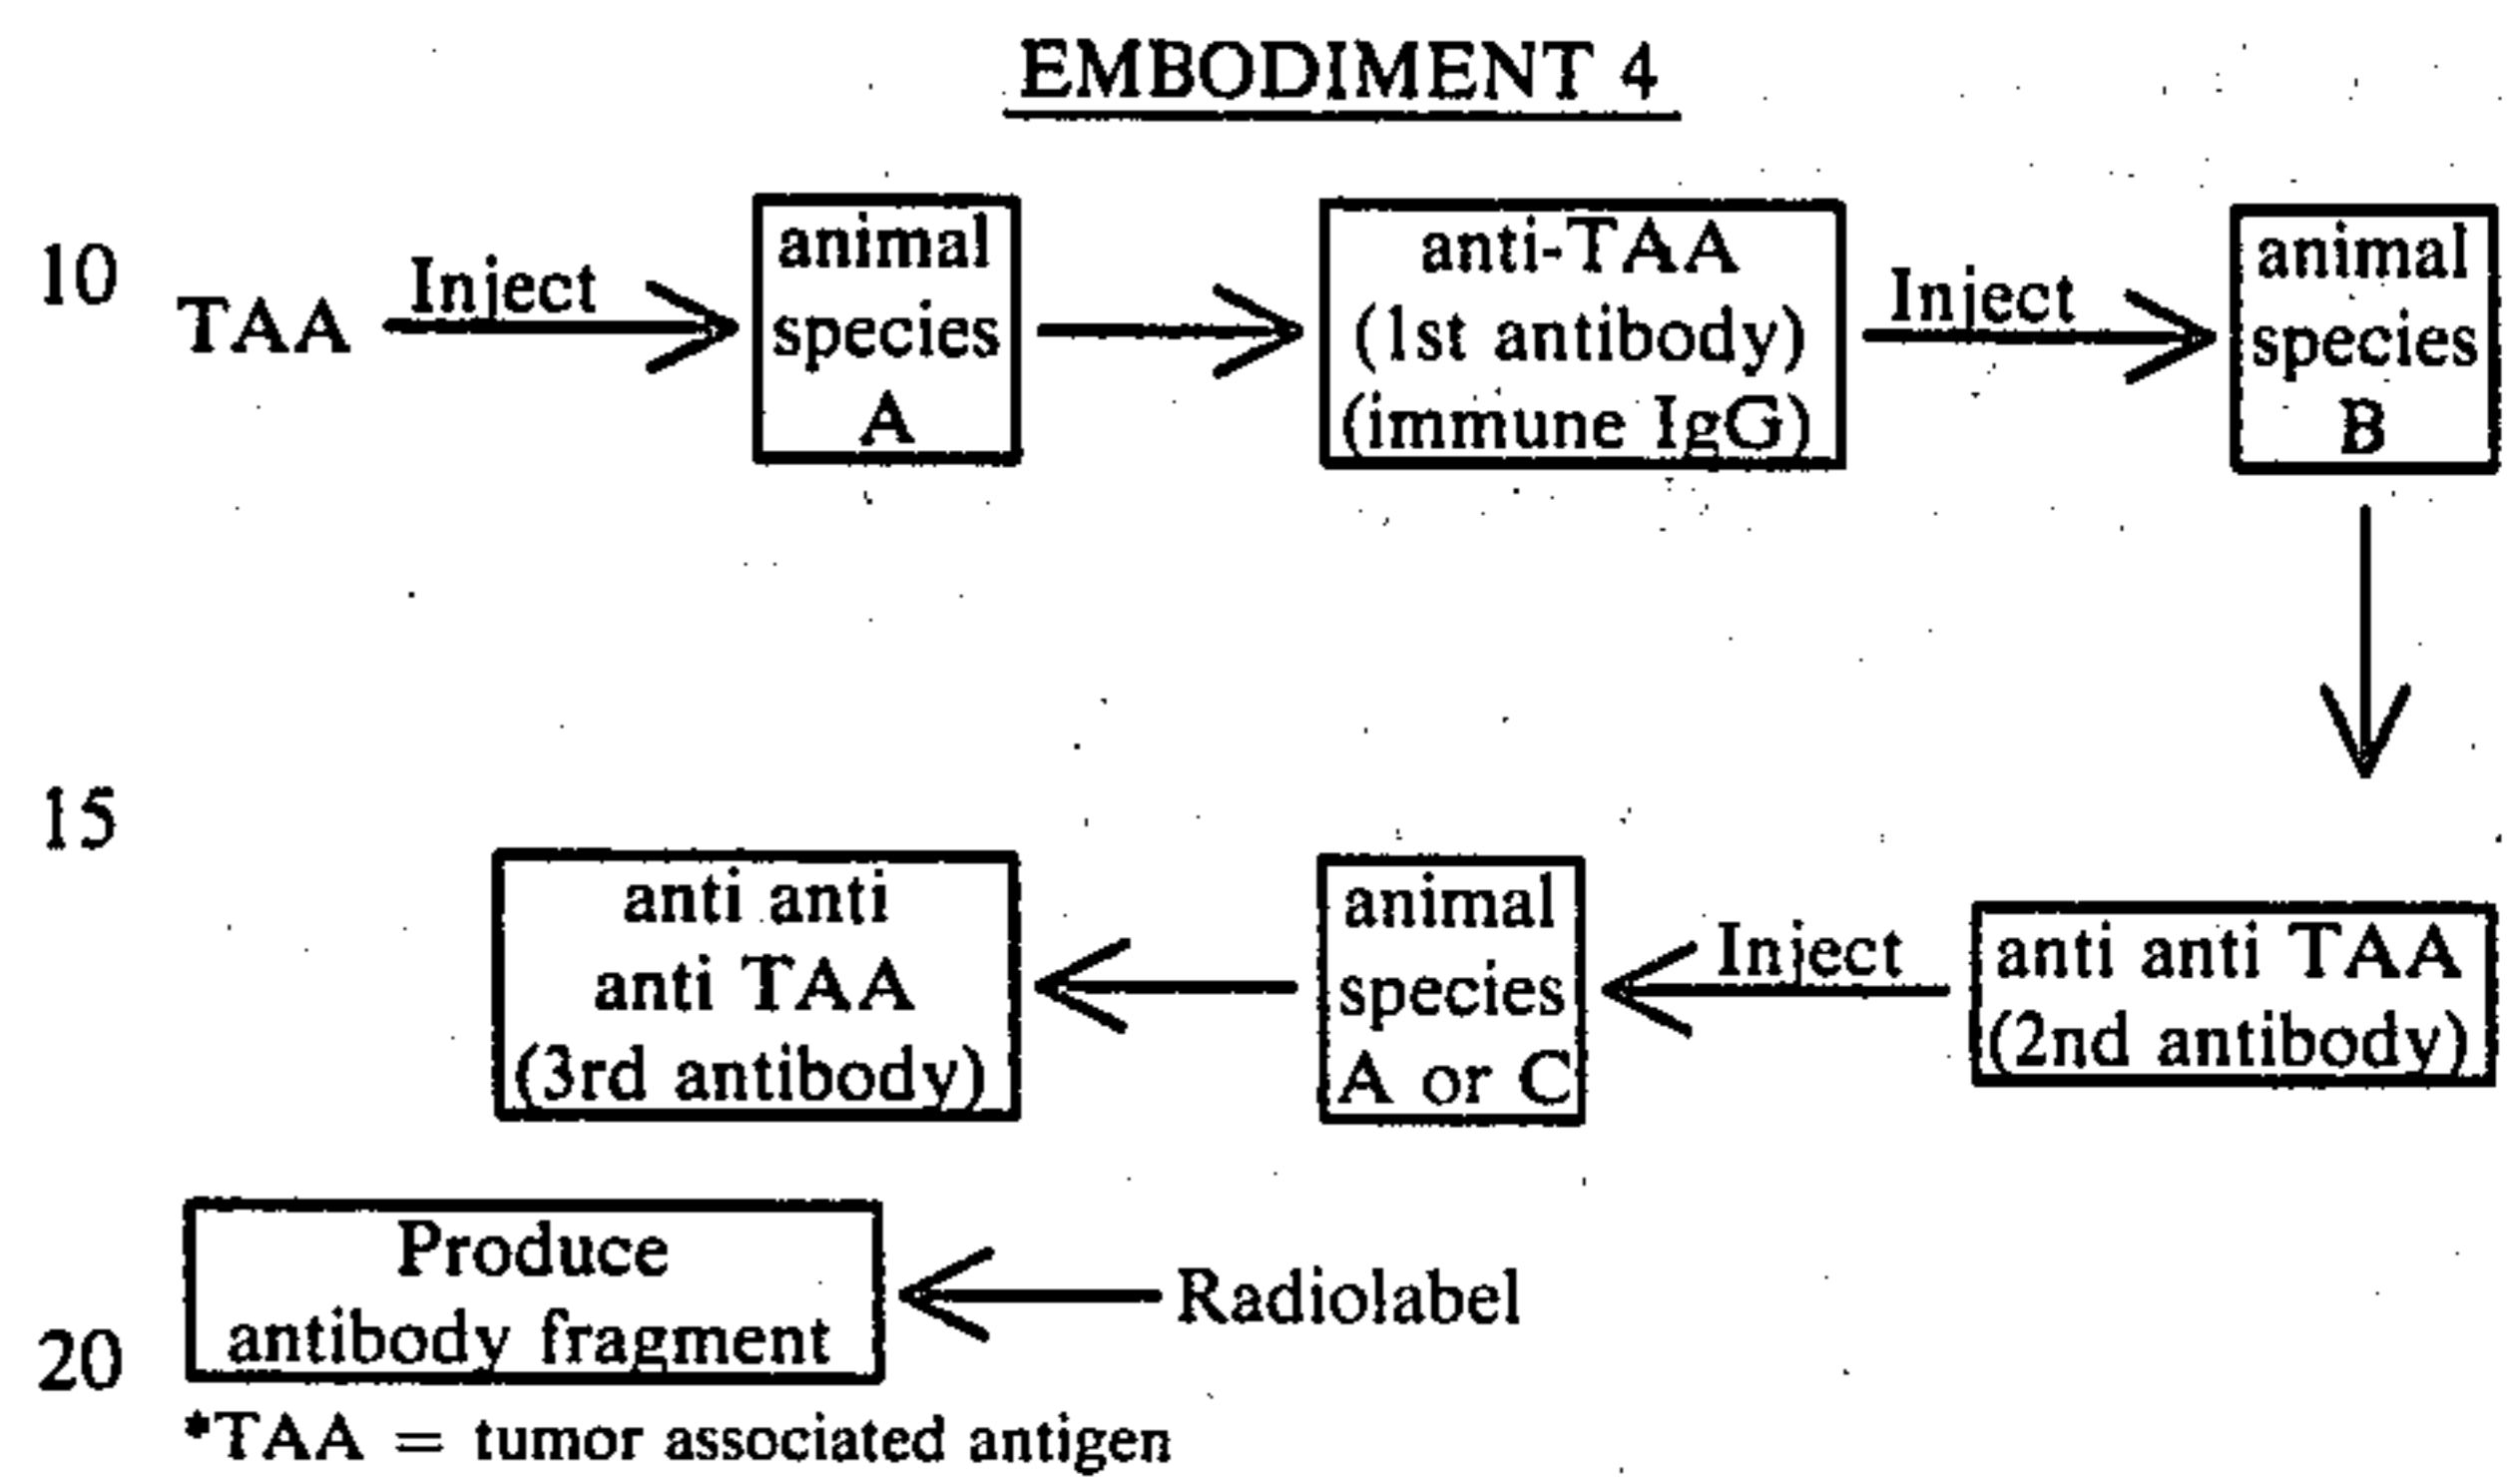 EMBODIMENT 4
10
TAA
Inject
animal
species
A
anti-TAA
(1st antibody)
(immune IgG)
Inject
animal
species
B
15
anti anti
anti TAA
(3rd antibody)
animal
species
A or C
Inject
anti anti TAA
(2nd antibody)
20
Produce
antibody fragment
Radiolabel
*TAA = tumor associated antigen